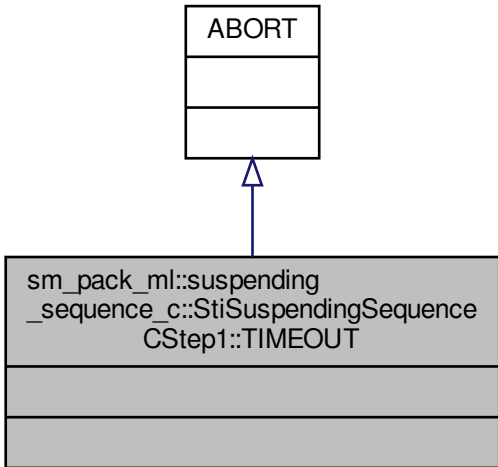 ABORT
sm_pack_ml::suspending
_sequence_c::StiSuspendingSequence
CStep1::TIMEOUT